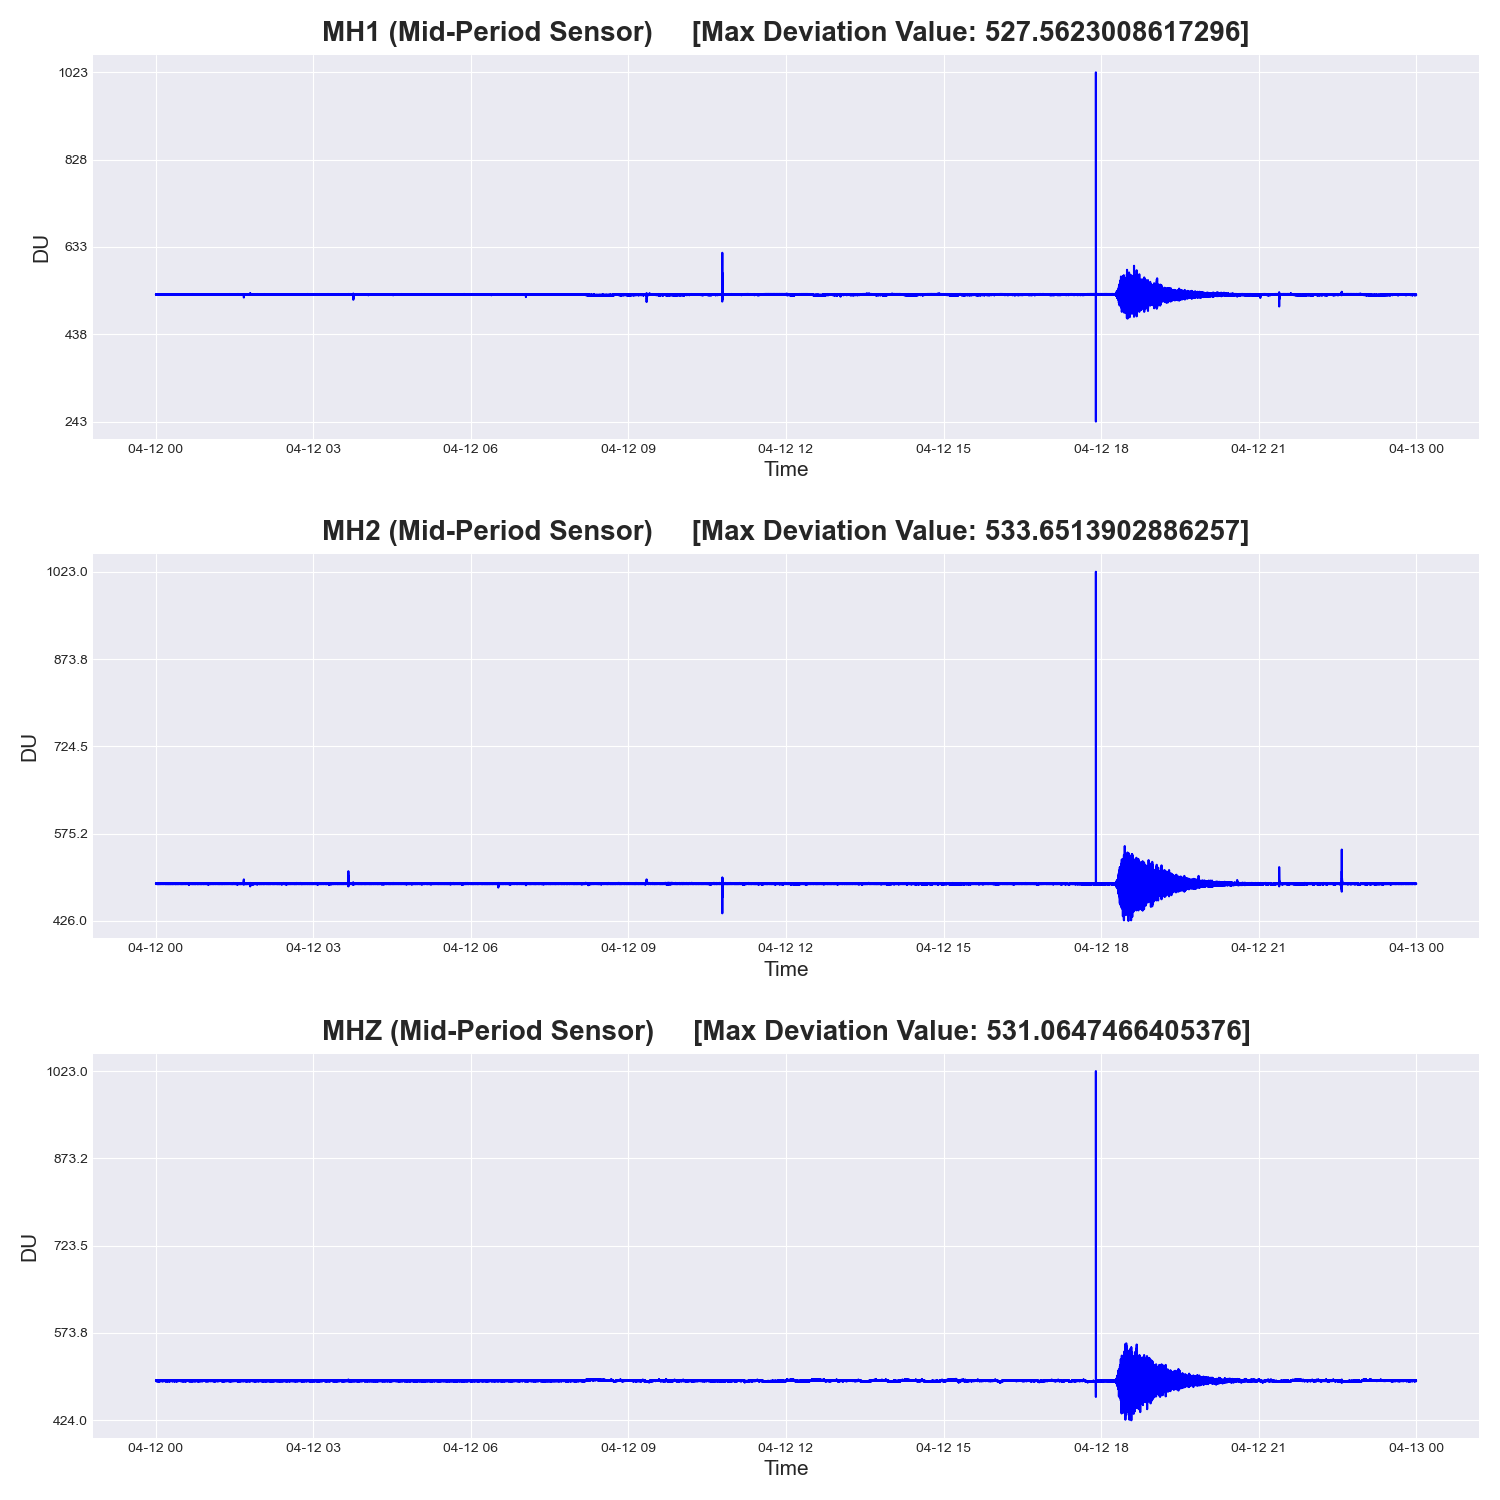 MH1 (Mid-Period Sensor) [Max Deviation Value: 527.5623008617296]
1023
828
633
438
243
DU
04-12 00 04-12 03 04-12 06 04-12 09 04-12 12 04-12 15 04-12 18 04-12 21 04-13 00
Time
MH2 (Mid-Period Sensor) [Max Deviation Value: 533.6513902886257]
1023.0
873.8
724.5
575.2
426.0
DU
04-12 00 04-12 03 04-12 06 04-12 09 04-12 12 04-12 15 04-12 18 04-12 21 04-13 00
Time
MHZ (Mid-Period Sensor) [Max Deviation Value: 531.0647466405376]
1023.0
873.2
723.5
573.8
424.0
DU
04-12 00 04-12 03 04-12 06 04-12 09 04-12 12 04-12 15 04-12 18 04-12 21 04-13 00
Time